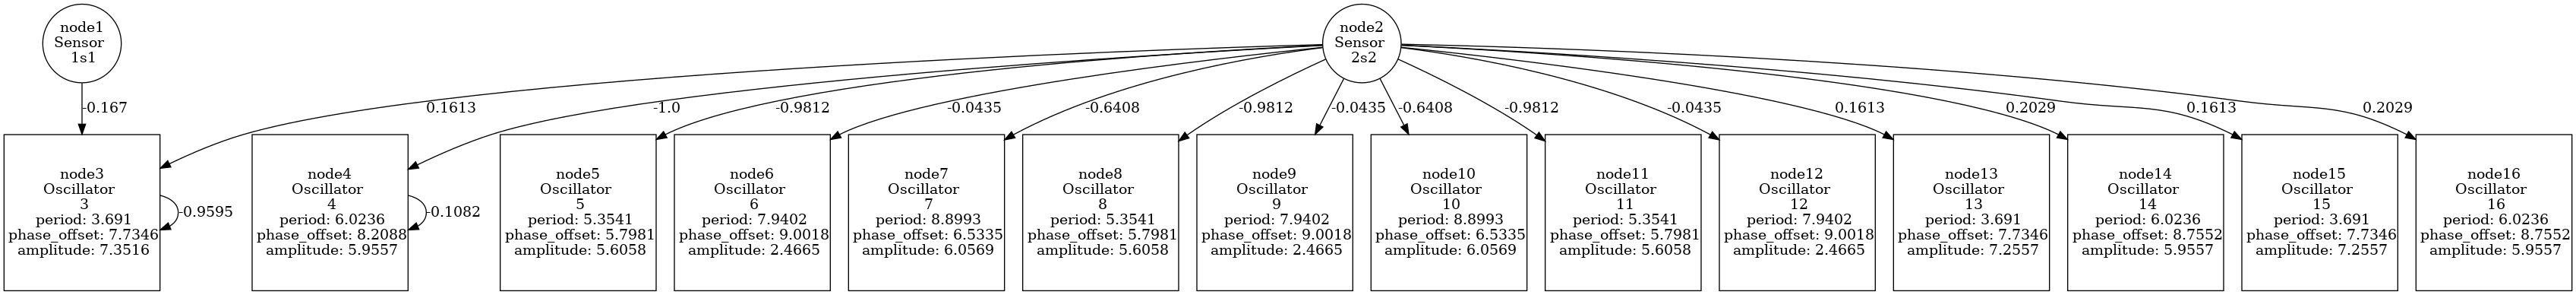 node1
Sensor
1s1
node2
Sensor
2s2
-0.167
0.1613
-1.0
-0.9812
-0.0435
-0.6408
-0.9812
-0.0435
-0.6408
-0.9812
-0.0435
0.1613
0.2029
0.1613
0.2029
node3
Oscillator
3
period: 3.691
phase_offset: 7.7346
amplitude: 7.3516
-0.9595
node4
Oscillator
4
period: 6.0236
phase_offset: 8.2088
amplitude: 5.9557
-0.1082
node5
Oscillator
5
period: 5.3541
phase_offset: 5.7981
amplitude: 5.6058
node6
Oscillator
6
period: 7.9402
phase_offset: 9.0018
amplitude: 2.4665
node7
Oscillator
7
period: 8.8993
phase_offset: 6.5335
amplitude: 6.0569
node8
Oscillator
8
period: 5.3541
phase_offset: 5.7981
amplitude: 5.6058
node9
Oscillator
9
period: 7.9402
phase_offset: 9.0018
amplitude: 2.4665
node10
Oscillator
10
period: 8.8993
phase_offset: 6.5335
amplitude: 6.0569
node11
Oscillator
11
period: 5.3541
phase_offset: 5.7981
amplitude: 5.6058
node12
Oscillator
12
period: 7.9402
phase_offset: 9.0018
amplitude: 2.4665
node13
Oscillator
13
period: 3.691
phase_offset: 7.7346
amplitude: 7.2557
node14
Oscillator
14
period: 6.0236
phase_offset: 8.7552
amplitude: 5.9557
node15
Oscillator
15
period: 3.691
phase_offset: 7.7346
amplitude: 7.2557
node16
Oscillator
16
period: 6.0236
phase_offset: 8.7552
amplitude: 5.9557